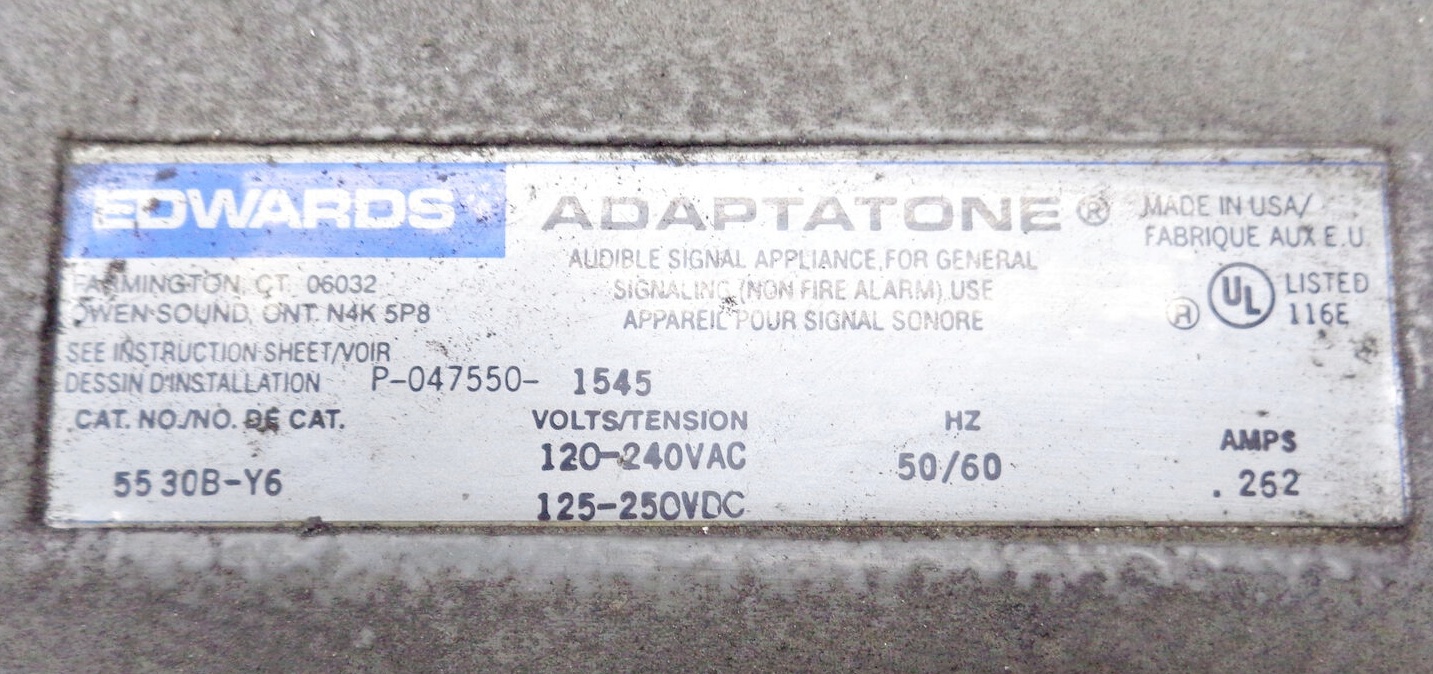 EDWARDS
ADAPTATONE®
MADE IN USA/
FABRIQUE AUX E.U.
AUDIBLE SIGNAL APPLIANCE FOR GENERAL
SIGNALING (NON FIRE ALARM) USE
APPAREIL POUR SIGNAL SONORE
FARMINGTON, CT. 06032
OWEN SOUND, ONT. N4K 5P8
UL LISTED
116E
SEE INSTRUCTION SHEET/VOIR
DESSIN D'INSTALLATION P-047550- 1545
CAT. NO./NO. DE CAT.
5530B-Y6
VOLTS/TENSION
120-240VAC
125-250VDC
HZ
50/60
AMPS
.262